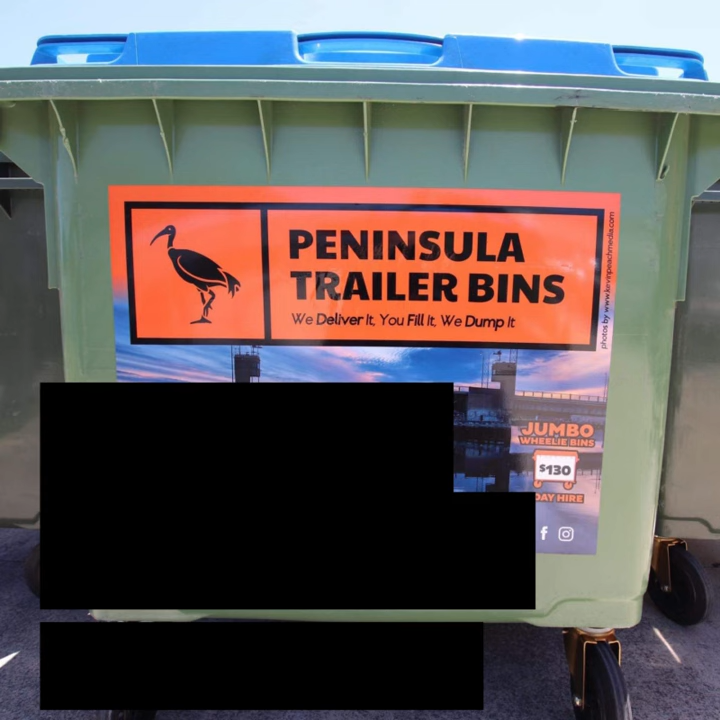 PENINSULA
TRAILER BINS
We Deliver It, You Fill It, We Dump It
photos by www.kevinpeachmedia.com
JUMBO
WHEELIE BINS
$130
DAY HIRE